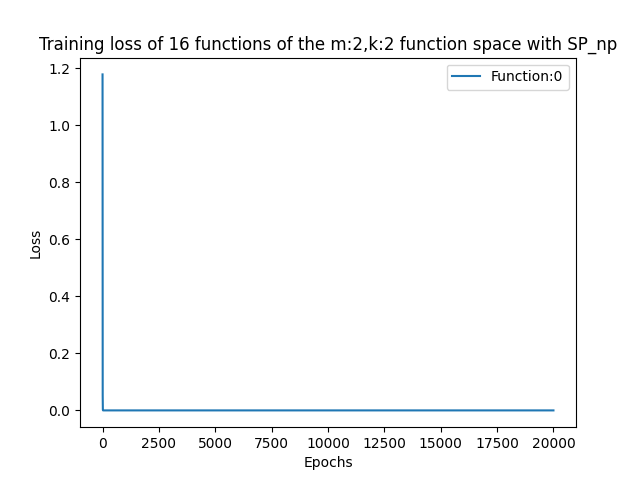 Training loss of 16 functions of the m:2,k:2 function space with SP_np
Function:0
1.2
1.0
0.8
0.6
0.4
0.2
0.0
Loss
0 2500 5000 7500 10000 12500 15000 17500 20000
Epochs